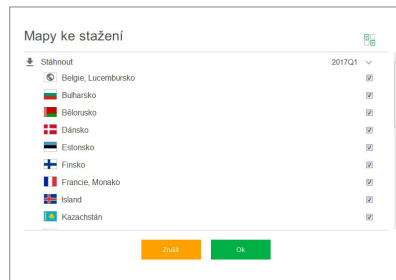 Mapy ke stažení
Stáhnout 2017Q1
Belgie, Lucembursko
Bulharsko
Bělorusko
Dánsko
Estonsko
Finsko
Francie, Monako
Island
Kazachstán
Zrušit Ok